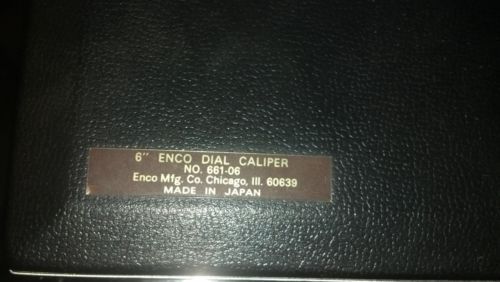 6" ENCO DIAL CALIPER
NO. 661-06
Enco Mfg. Co. Chicago, Ill. 60639
MADE IN JAPAN